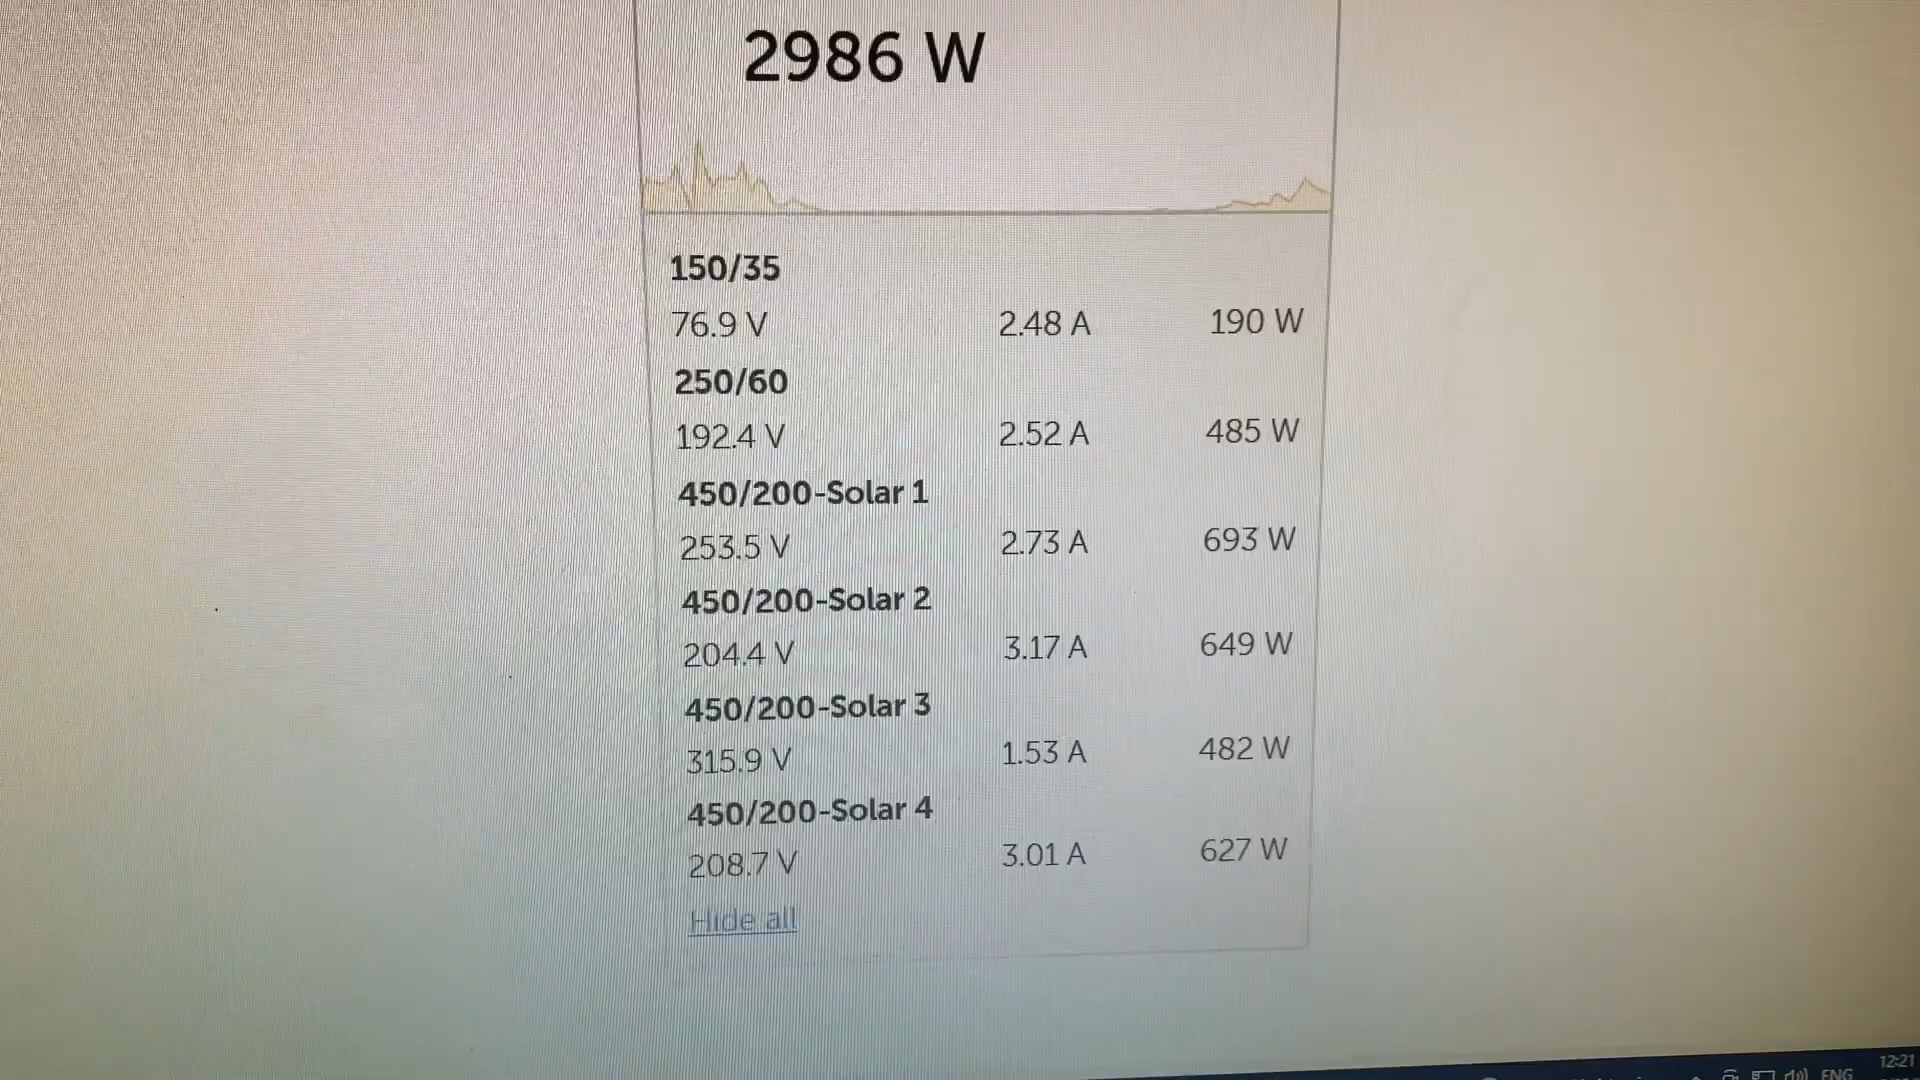 2986 W
150/35
76.9 V 2.48 A 190 W
250/60
192.4 V 2.52 A 485 W
450/200-Solar 1
253.5 V 2.73 A 693 W
450/200-Solar 2
204.4 V 3.17 A 649 W
450/200-Solar 3
315.9 V 1.53 A 482 W
450/200-Solar 4
208.7 V 3.01 A 627 W
Hide all
ENG 12:21